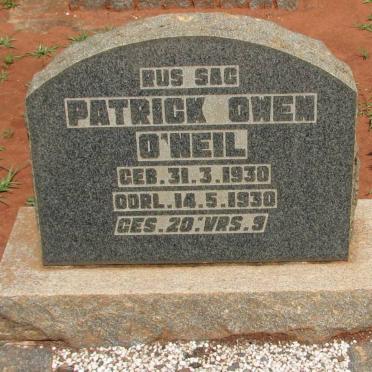 RUS SAG
PATRICK OWEN
O'NEIL
GEB. 31.3.1930
OORL. 14.5.1930
GES. 20: VRS. 9